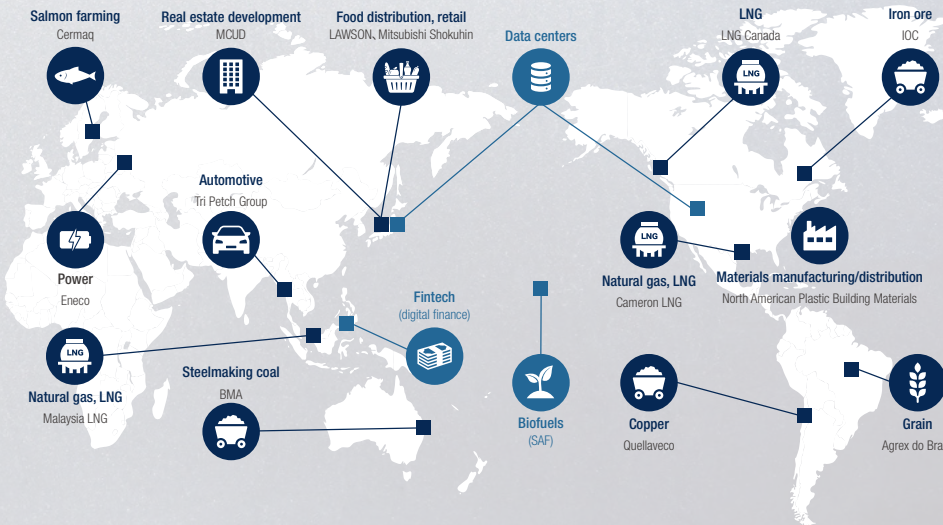 Salmon farming
Cermaq
Real estate development
MCUD
Food distribution, retail
LAWSON、Mitsubishi Shokuhin
Data centers
LNG
LNG Canada
LNG
Iron ore
IOC
Automotive
Tri Petch Group
Power
Eneco
LNG
Natural gas, LNG
Cameron LNG
Materials manufacturing/distribution
North American Plastic Building Materials
Fintech
(digital finance)
LNG
Natural gas, LNG
Malaysia LNG
Steelmaking coal
BMA
Biofuels
(SAF)
Copper
Quellaveco
Grain
Agrex do Bra